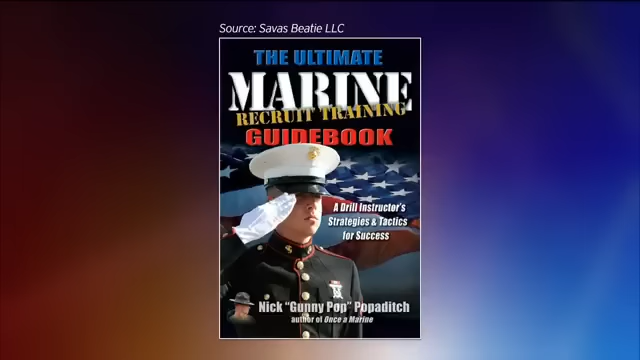 Source: Savas Beatie LLC
THE ULTIMATE
MARINE
RECRUIT TRAINING
GUIDEBOOK
A Drill Instructor's
Strategies & Tactics
for Success
Nick "Gunny Pop" Popaditch
author of Once a Marine